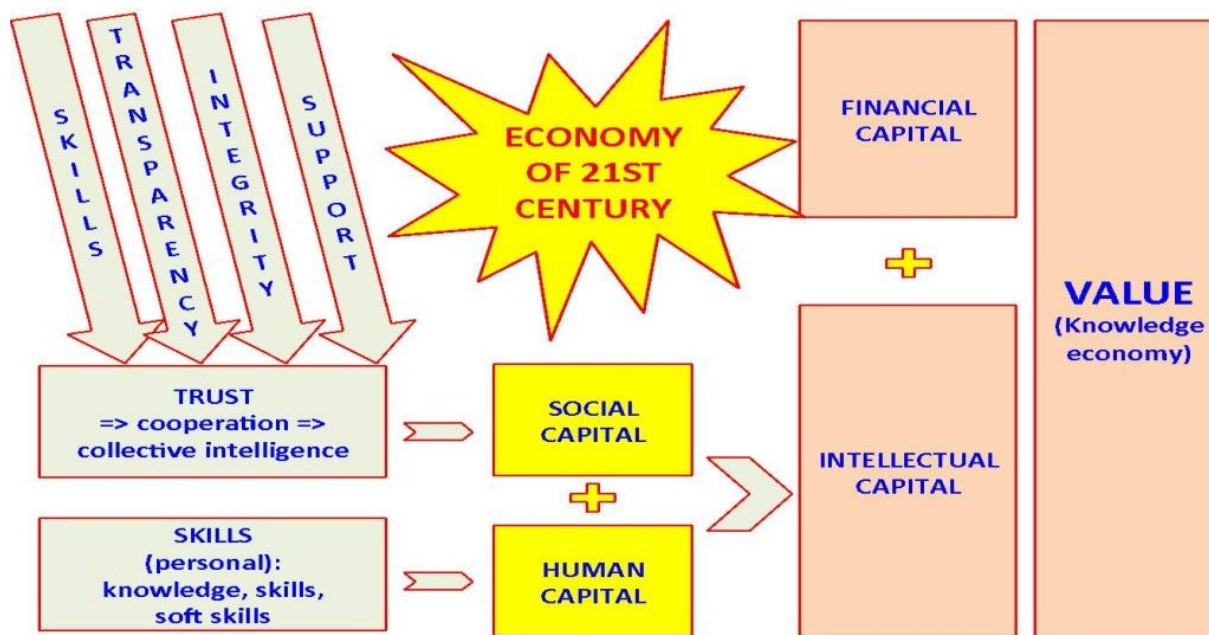 SKILLS
TRANSPARENCY
INTEGRITY
SUPPORT
ECONOMY
OF 21ST
CENTURY
FINANCIAL
CAPITAL
+
VALUE
(Knowledge
economy)
TRUST
=> cooperation =>
collective intelligence
SOCIAL
CAPITAL
+
INTELLECTUAL
CAPITAL
SKILLS
(personal):
knowledge, skills,
soft skills
HUMAN
CAPITAL